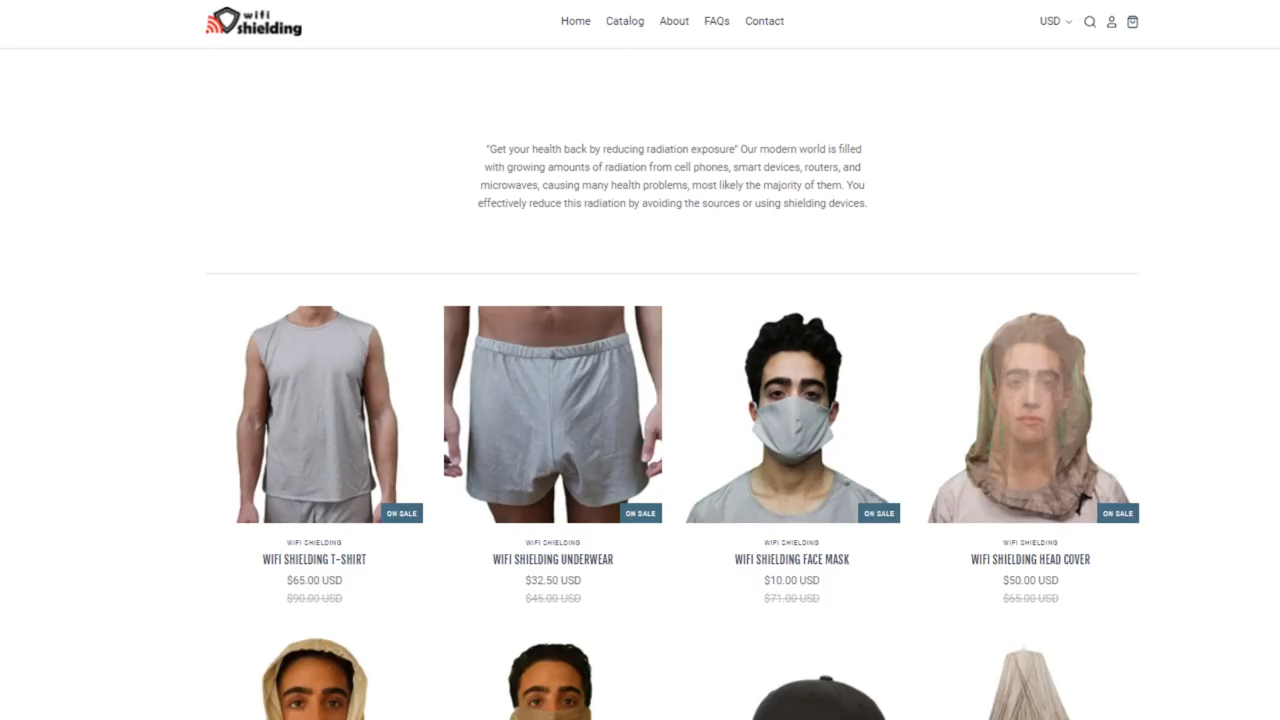 wifi
shielding
Home Catalog About FAQs Contact
USD
"Get your health back by reducing radiation exposure" Our modern world is filled
with growing amounts of radiation from cell phones, smart devices, routers, and
microwaves, causing many health problems, most likely the majority of them. You
effectively reduce this radiation by avoiding the sources or using shielding devices.
ON SALE ON SALE ON SALE ON SALE
WIFI SHIELDING WIFI SHIELDING WIFI SHIELDING WIFI SHIELDING
WIFI SHIELDING T-SHIRT WIFI SHIELDING UNDERWEAR WIFI SHIELDING FACE MASK WIFI SHIELDING HEAD COVER
$65.00 USD $32.50 USD $10.00 USD $50.00 USD
$90.00 USD $45.00 USD $71.00 USD $65.00 USD